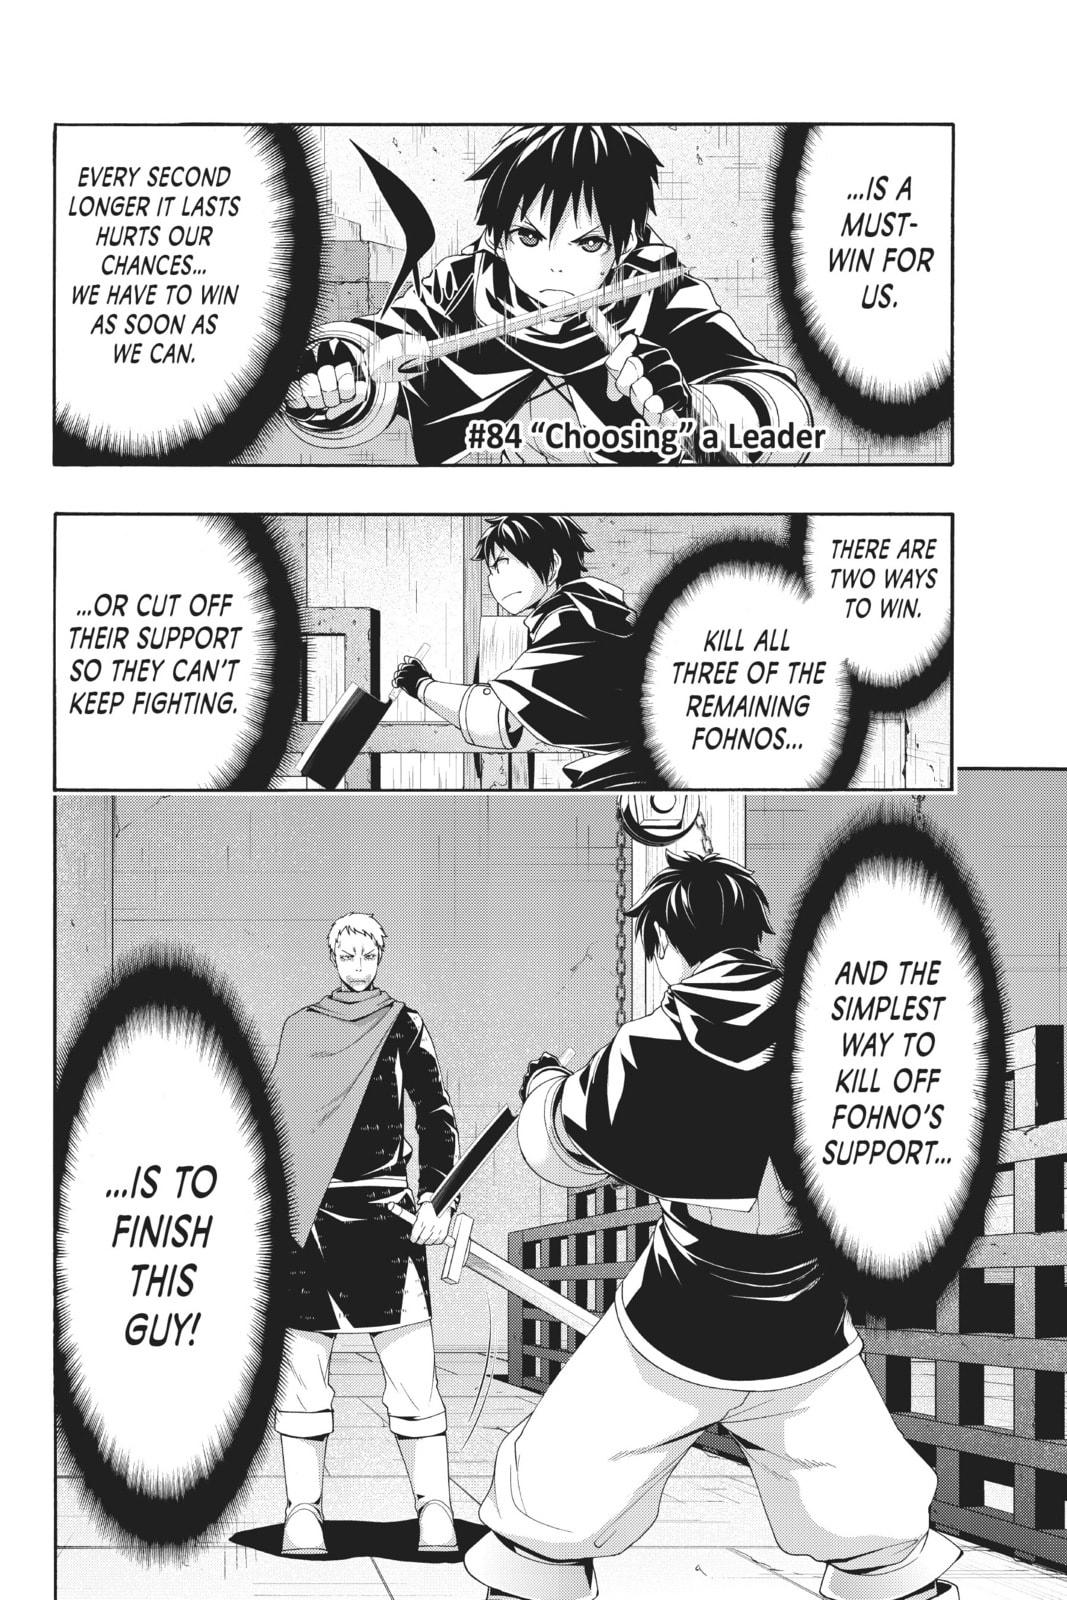 ...IS A
MUST-
WIN FOR
US.
EVERY SECOND
LONGER IT LASTS
HURTS OUR
CHANCES...
WE HAVE TO WIN
AS SOON AS
WE CAN.
#84 “Choosing” a Leader
THERE ARE
TWO WAYS
TO WIN.
KILL ALL
THREE OF THE
REMAINING
FOHNOS...
...OR CUT OFF
THEIR SUPPORT
SO THEY CAN'T
KEEP FIGHTING.
AND THE
SIMPLEST
WAY TO
KILL OFF
FOHNO'S
SUPPORT...
...IS TO
FINISH
THIS
GUY!